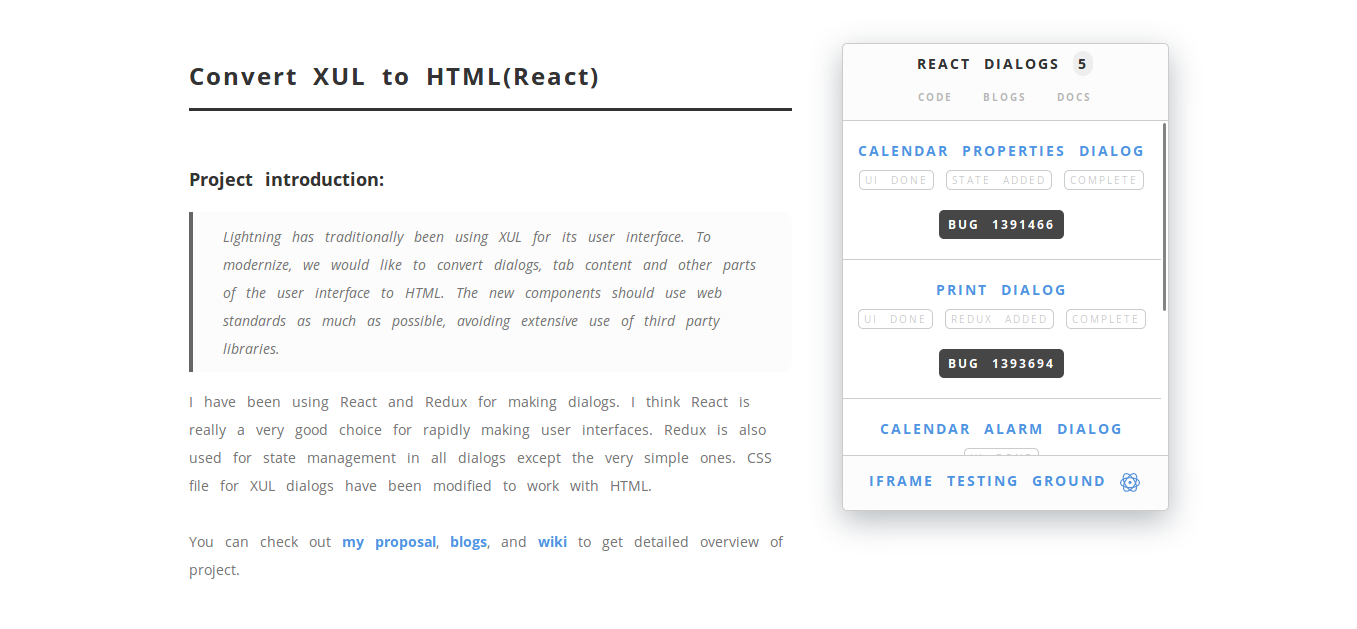 Convert XUL to HTML(React)
Project introduction:
Lightning has traditionally been using XUL for its user interface. To
modernize, we would like to convert dialogs, tab content and other parts
of the user interface to HTML. The new components should use web
standards as much as possible, avoiding extensive use of third party
libraries.
I have been using React and Redux for making dialogs. I think React is
really a very good choice for rapidly making user interfaces. Redux is also
used for state management in all dialogs except the very simple ones. CSS
file for XUL dialogs have been modified to work with HTML.
You can check out my proposal, blogs, and wiki to get detailed overview of
project.
REACT DIALOGS 5
CODE BLOGS DOCS
CALENDAR PROPERTIES DIALOG
UI DONE STATE ADDED COMPLETE
BUG 1391466
PRINT DIALOG
UI DONE REDUX ADDED COMPLETE
BUG 1393694
CALENDAR ALARM DIALOG
IFRAME TESTING GROUND